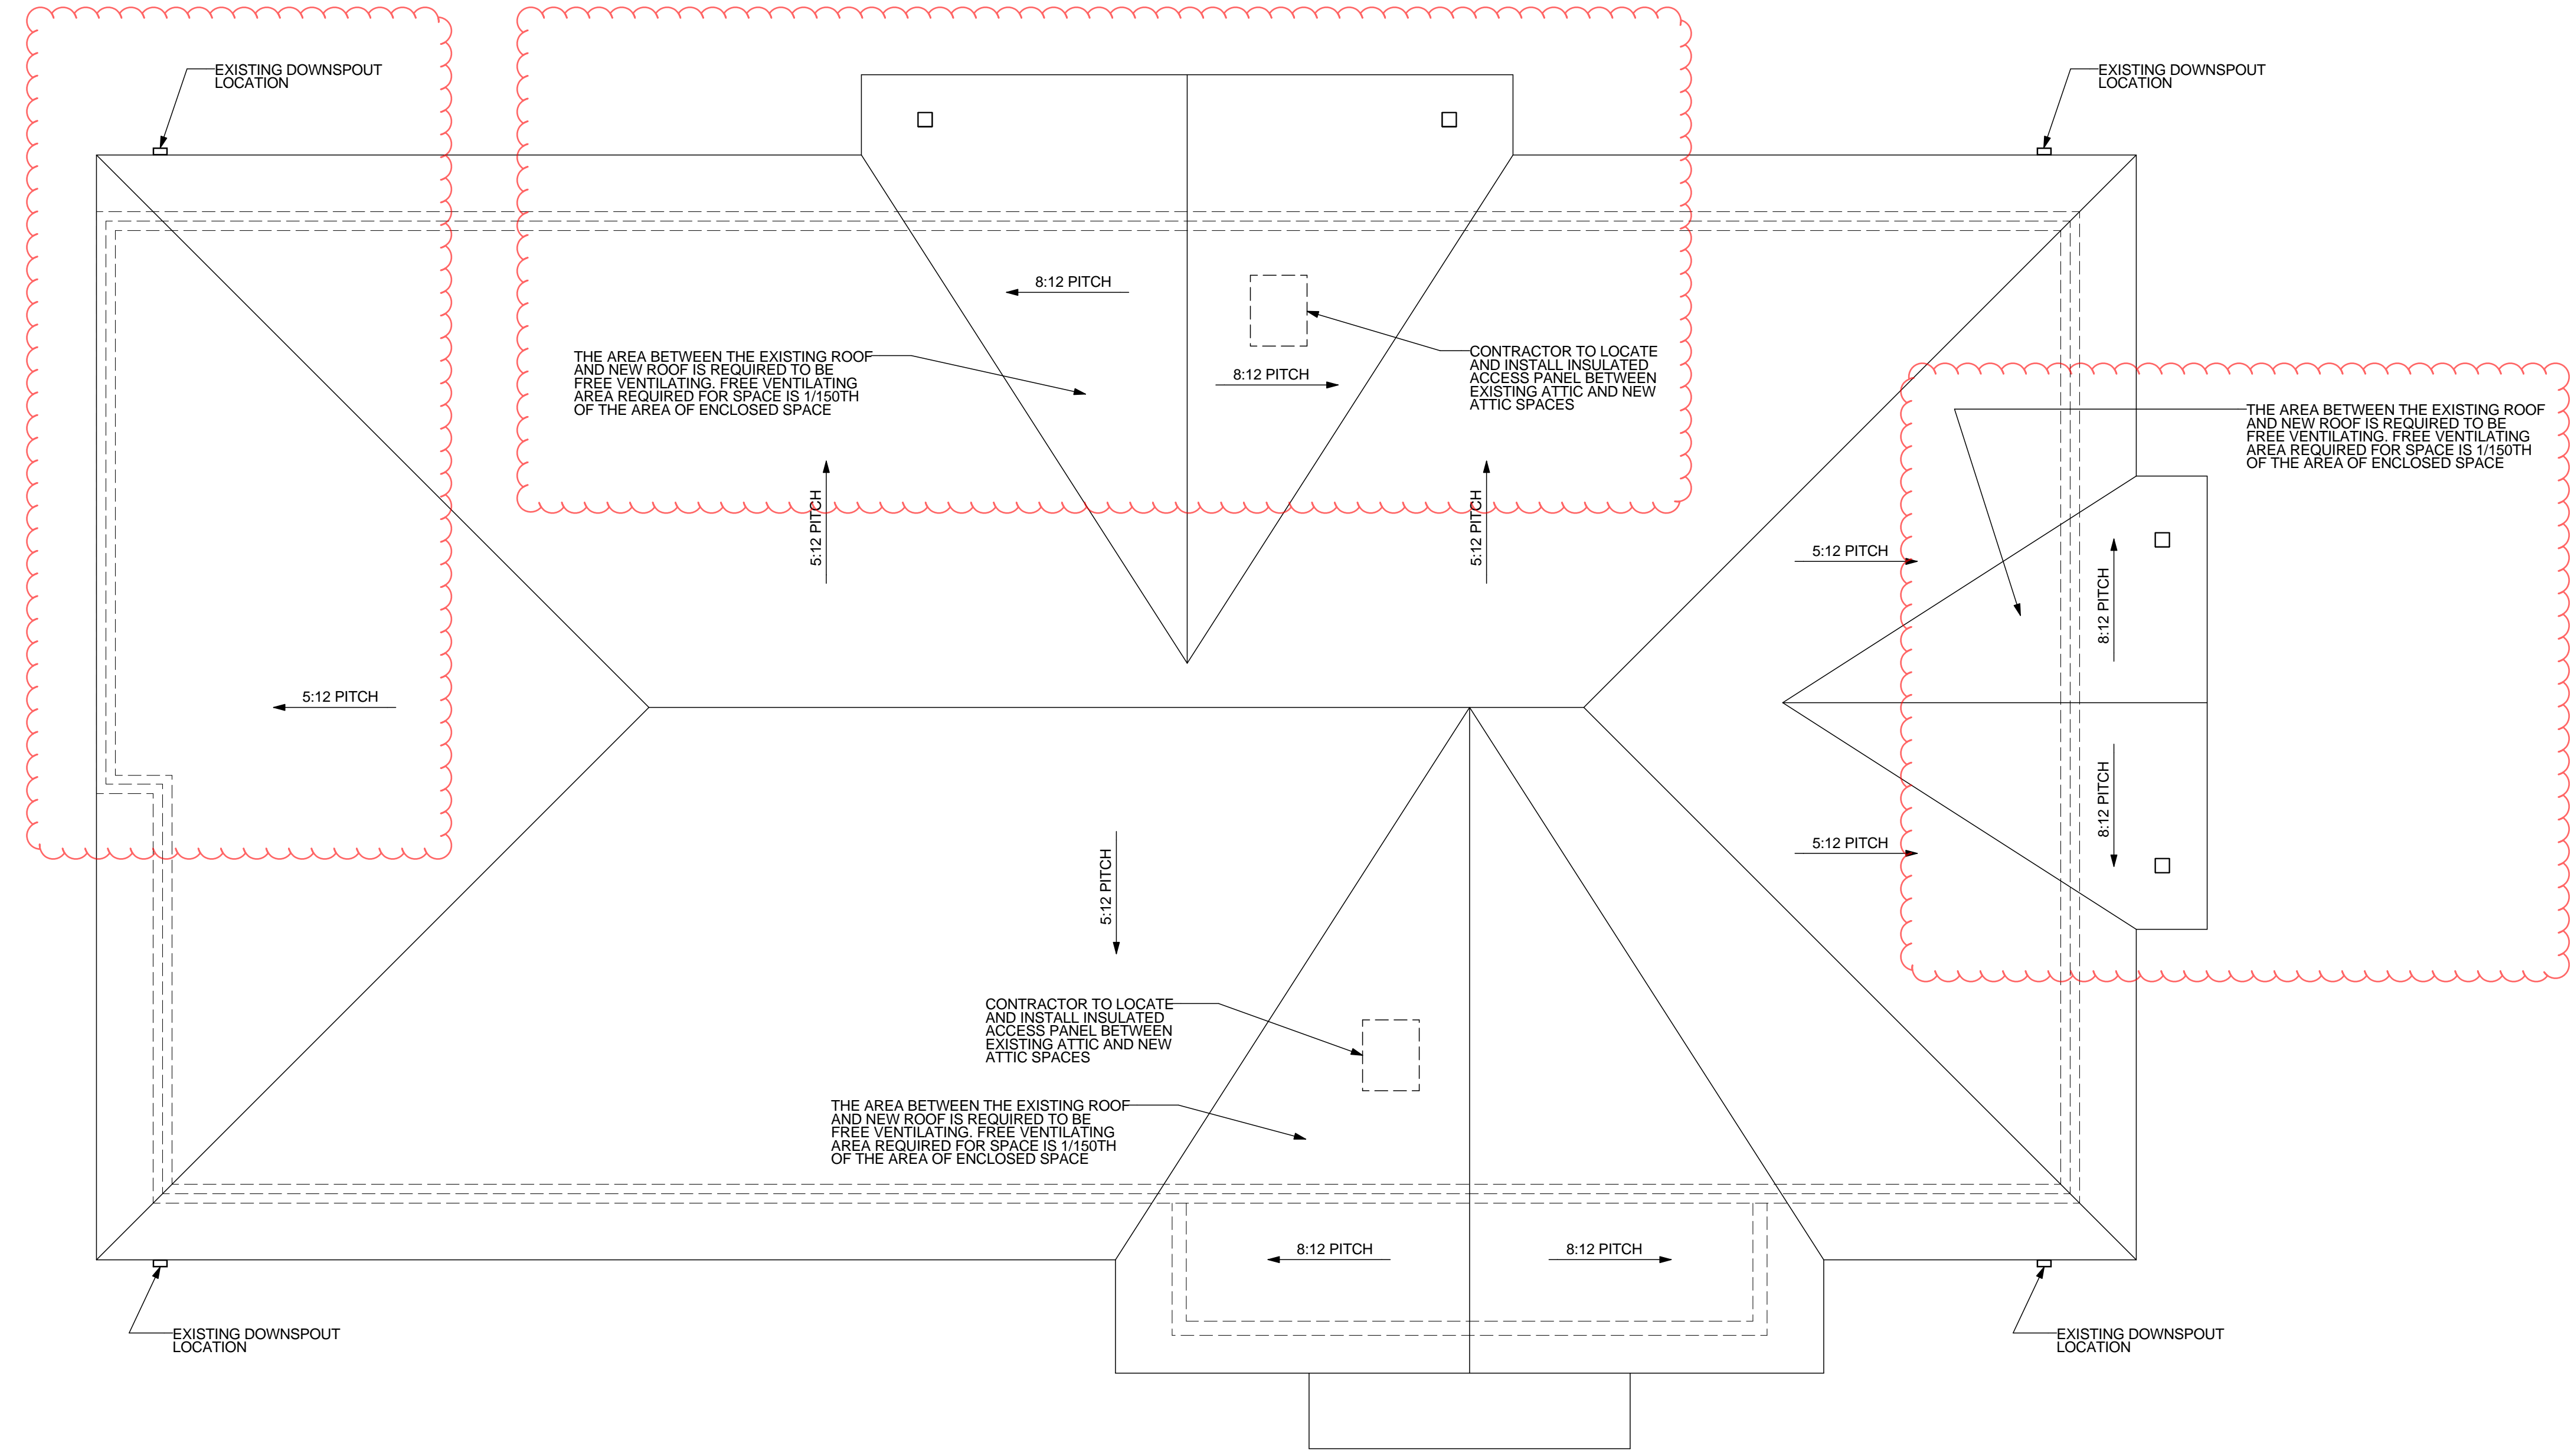 EXISTING DOWNSPOUT
LOCATION
EXISTING DOWNSPOUT
LOCATION
8:12 PITCH
THE AREA BETWEEN THE EXISTING ROOF
AND NEW ROOF IS REQUIRED TO BE
FREE VENTILATING. FREE VENTILATING
AREA REQUIRED FOR SPACE IS 1/150TH
OF THE AREA OF ENCLOSED SPACE
8:12 PITCH
CONTRACTOR TO LOCATE
AND INSTALL INSULATED
ACCESS PANEL BETWEEN
EXISTING ATTIC AND NEW
ATTIC SPACES
THE AREA BETWEEN THE EXISTING ROOF
AND NEW ROOF IS REQUIRED TO BE
FREE VENTILATING. FREE VENTILATING
AREA REQUIRED FOR SPACE IS 1/150TH
OF THE AREA OF ENCLOSED SPACE
5:12 PITCH
5:12 PITCH
5:12 PITCH
8:12 PITCH
5:12 PITCH
8:12 PITCH
5:12 PITCH
5:12 PITCH
CONTRACTOR TO LOCATE
AND INSTALL INSULATED
ACCESS PANEL BETWEEN
EXISTING ATTIC AND NEW
ATTIC SPACES
THE AREA BETWEEN THE EXISTING ROOF
AND NEW ROOF IS REQUIRED TO BE
FREE VENTILATING. FREE VENTILATING
AREA REQUIRED FOR SPACE IS 1/150TH
OF THE AREA OF ENCLOSED SPACE
8:12 PITCH
8:12 PITCH
EXISTING DOWNSPOUT
LOCATION
EXISTING DOWNSPOUT
LOCATION